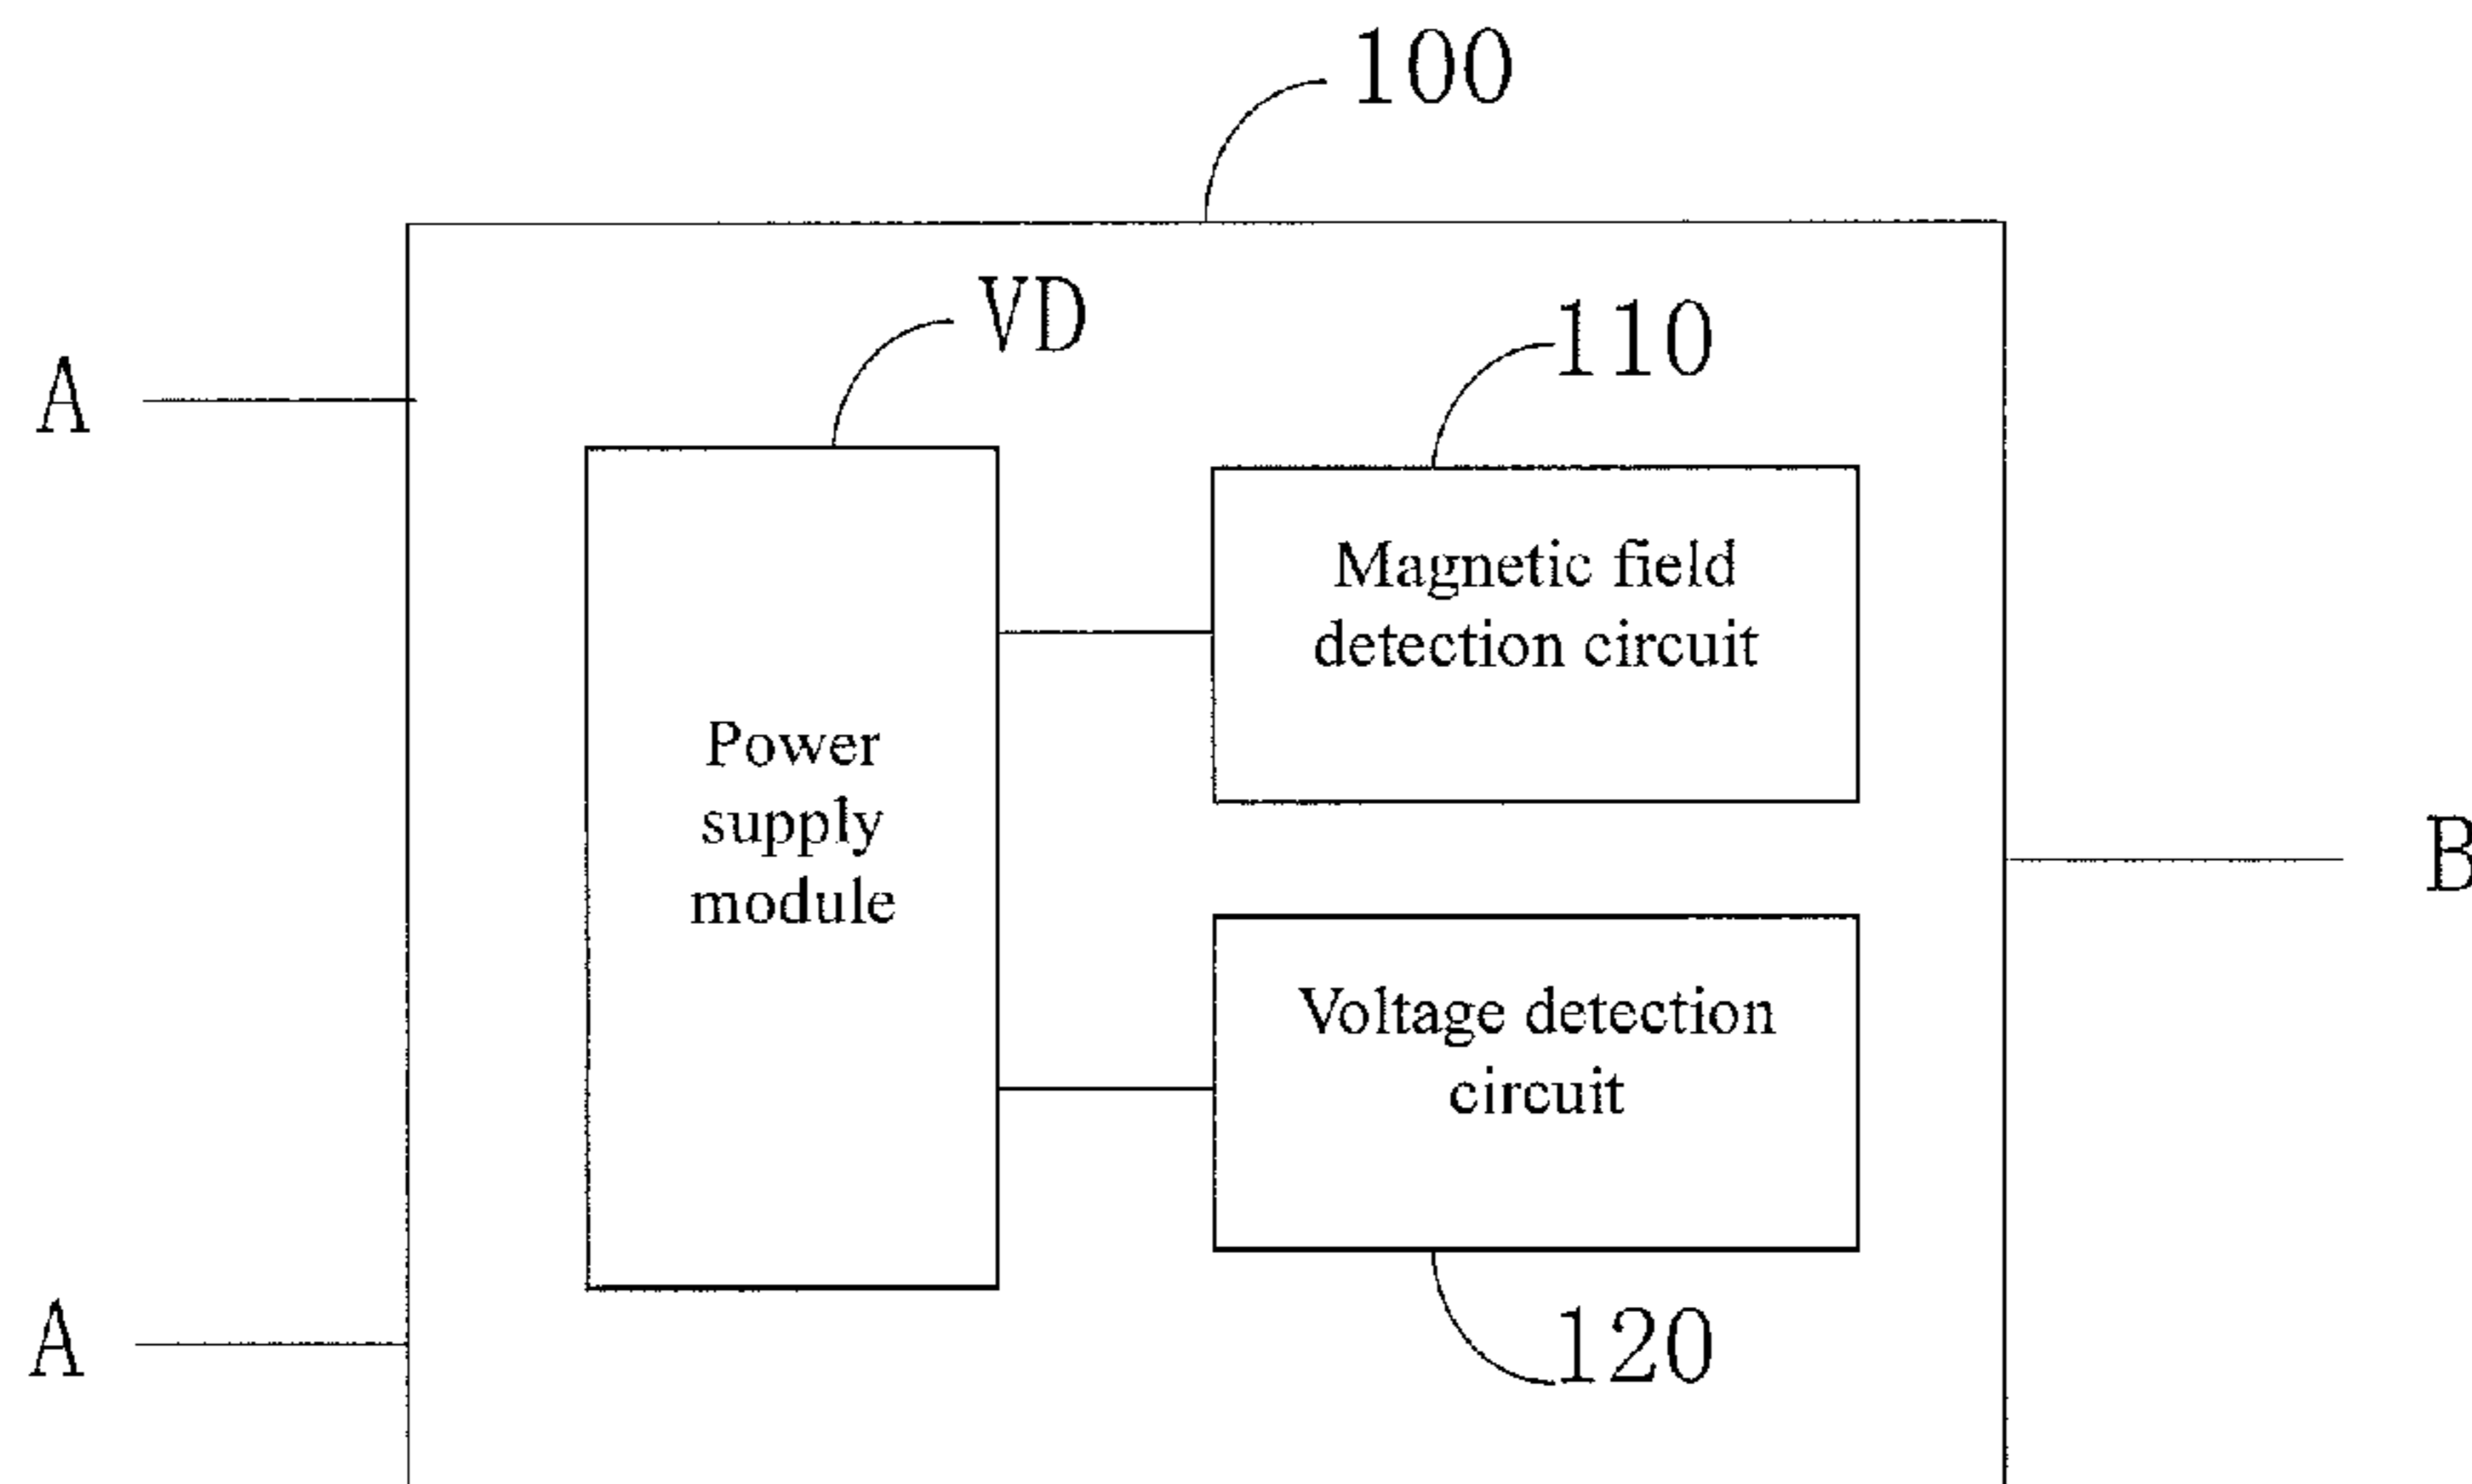 100
VD
110
A
Magnetic field
detection circuit
Power
supply
module
B
Voltage detection
circuit
A
120